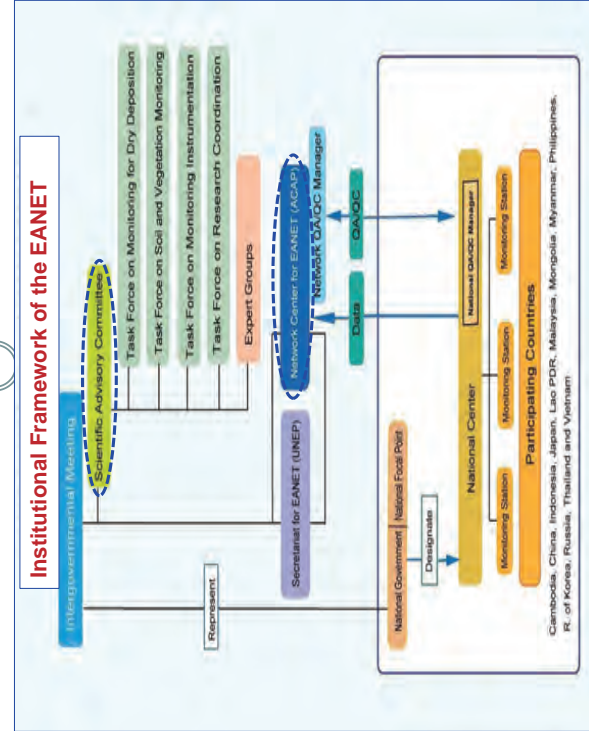 Institutional Framework of the EANET
Intergovernmental Meeting
Scientific Advisory Committee
Task Force on Monitoring for Dry Deposition
Task Force on Soil and Vegetation Monitoring
Task Force on Monitoring Instrumentation
Task Force on Research Coordination
Expert Groups
Secretariat for EANET (UNEP)
Network Center for EANET (ACAP)
Network QA/QC Manager
Represent
Data
QA/QC
National Government
National Focal Point
Designate
National Center
National QA/QC Manager
Monitoring Station
Monitoring Station
Monitoring Station
Participating Countries
Cambodia, China, Indonesia, Japan, Lao PDR, Malaysia, Mongolia, Myanmar, Philippines,
R. of Korea, Russia, Thailand and Vietnam